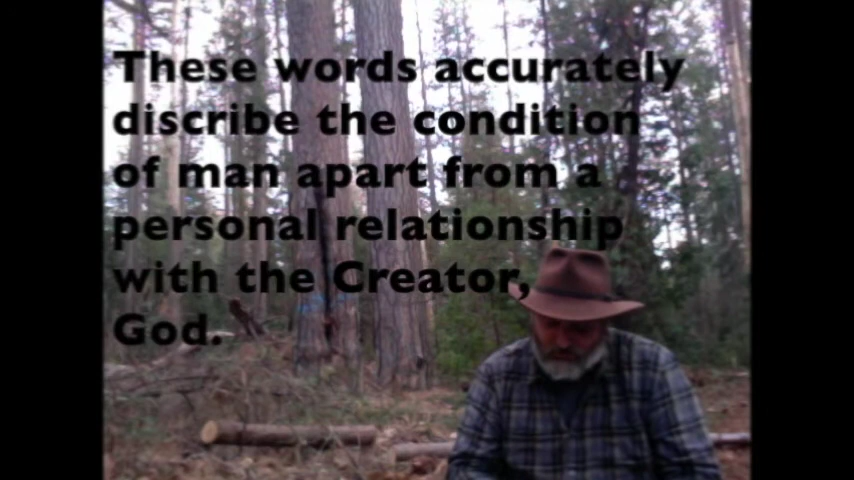 These words accurately
discribe the condition
of man apart from a
personal relationship
with the Creator,
God.